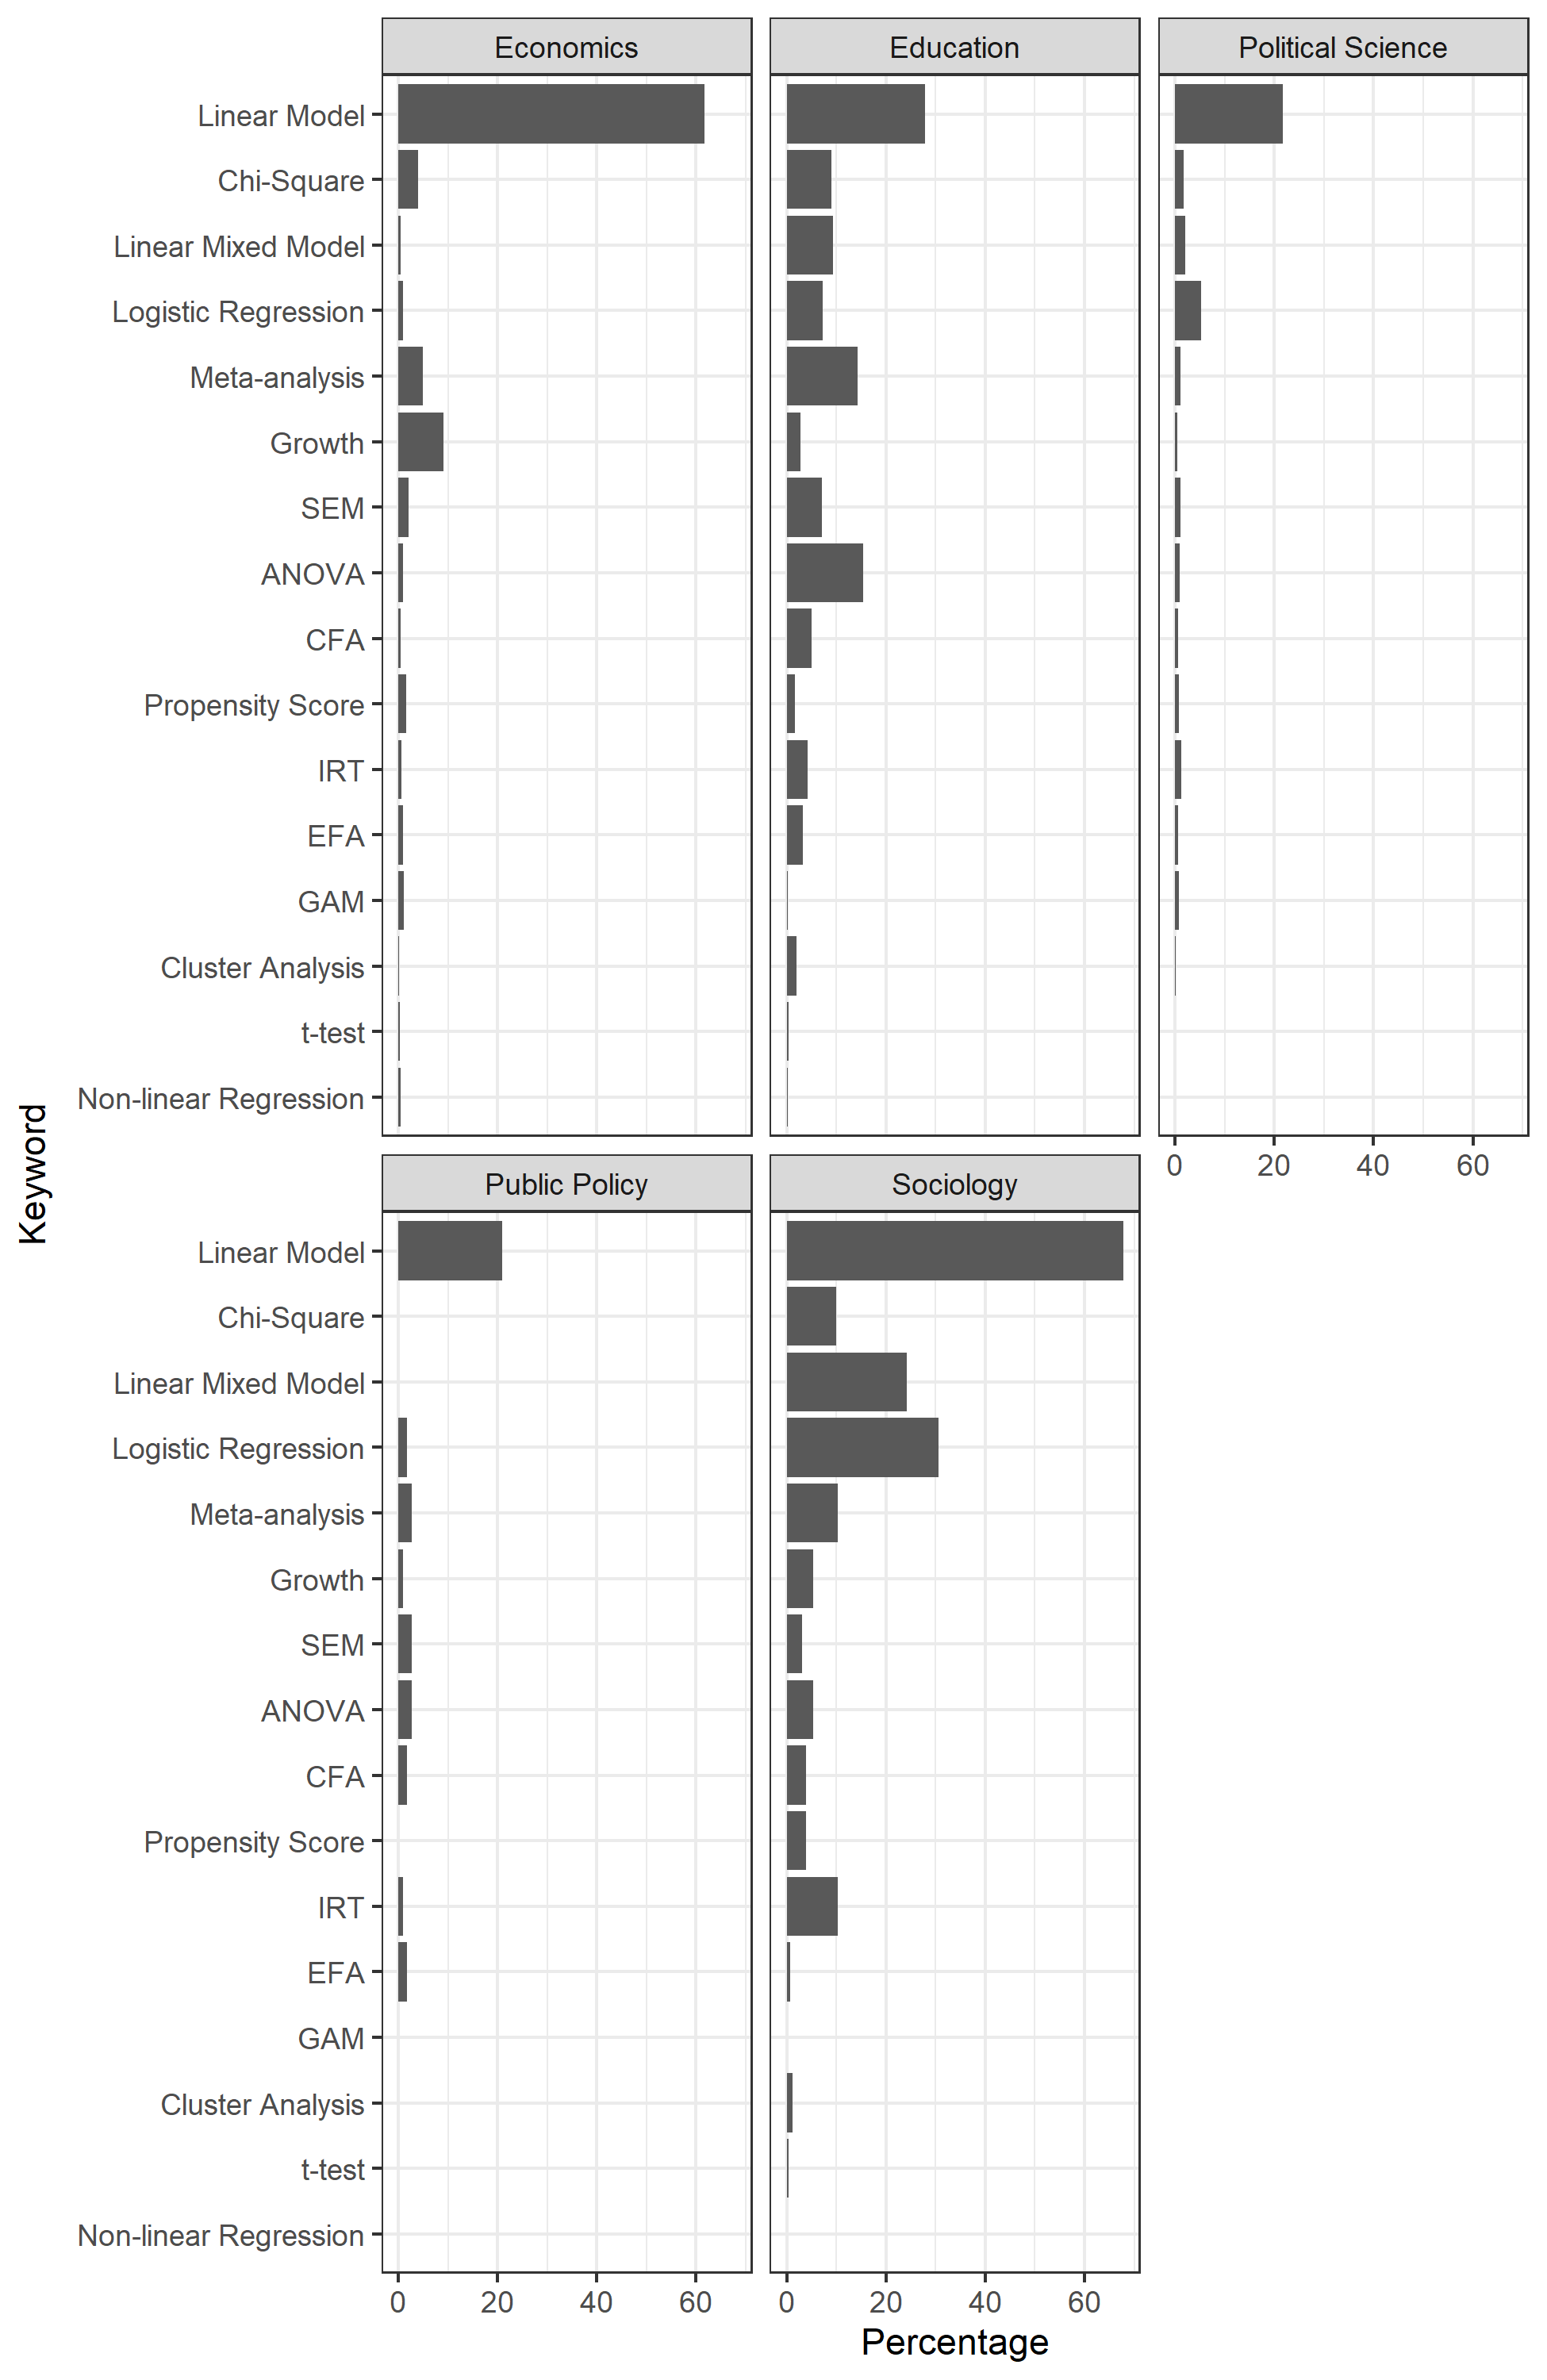 Economics
Education
Political Science
Linear Model
Chi-Square
Linear Mixed Model
Logistic Regression
Meta-analysis
Growth
SEM
ANOVA
CFA
Propensity Score
IRT
EFA
GAM
Cluster Analysis
t-test
Non-linear Regression
0 20 40 60
Keyword
Public Policy
Sociology
Linear Model
Chi-Square
Linear Mixed Model
Logistic Regression
Meta-analysis
Growth
SEM
ANOVA
CFA
Propensity Score
IRT
EFA
GAM
Cluster Analysis
t-test
Non-linear Regression
0 20 40 60
0 20 40 60
Percentage